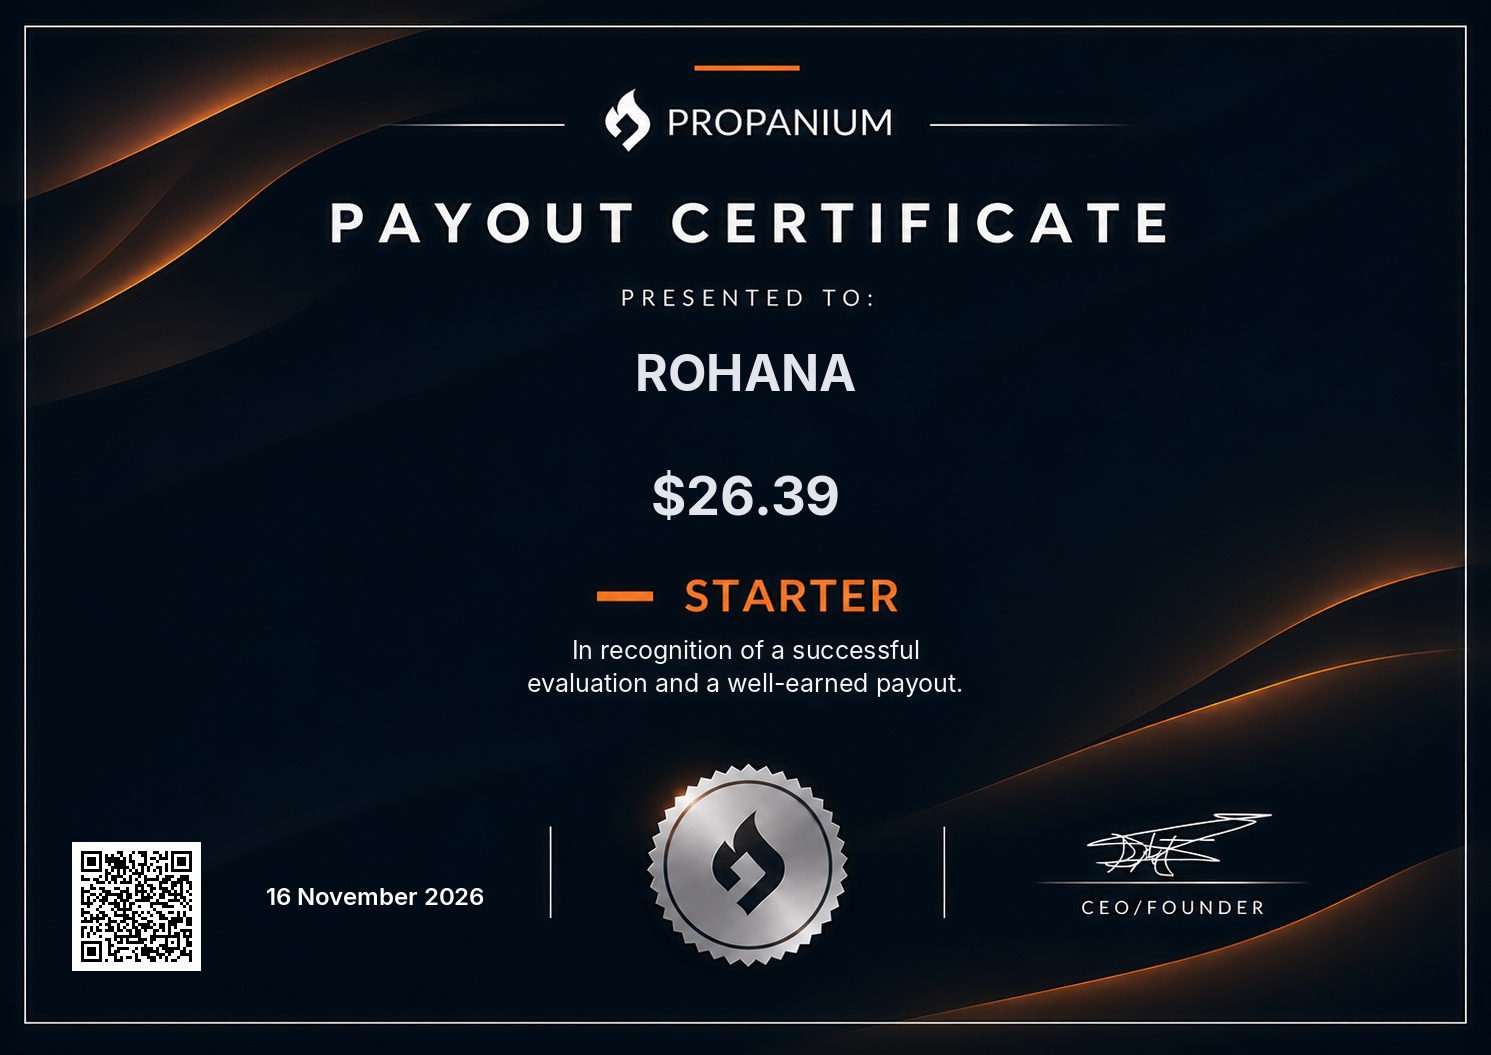 PROPANIUM
PAYOUT CERTIFICATE
PRESENTED TO:
ROHANA
$26.39
STARTER
In recognition of a successful
evaluation and a well-earned payout.
16 November 2026
CEO/FOUNDER